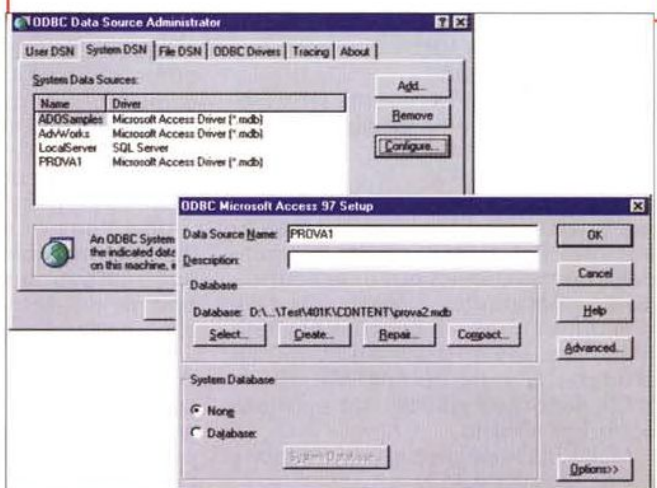 ODBC Data Source Administrator
User DSN System DSN File DSN ODBC Drivers Tracing About
System Data Sources:
Name Driver
ADOSamples Microsoft Access Driver (*.mdb)
AdvWorks Microsoft Access Driver (*.mdb)
LocalServer SQL Server
PROVA1 Microsoft Access Driver (*.mdb)
Add...
Remove
Configure...
An ODBC System
the indicated data
on this machine,
ODBC Microsoft Access 97 Setup
Data Source Name: PROVA1
Description:
OK
Cancel
Help
Advanced...
Database
Database: D:\...\Test\401K\CONTENT\prova2.mdb
Select... Create... Repair... Compact...
System Database
None
Database:
System Database...
Options>>